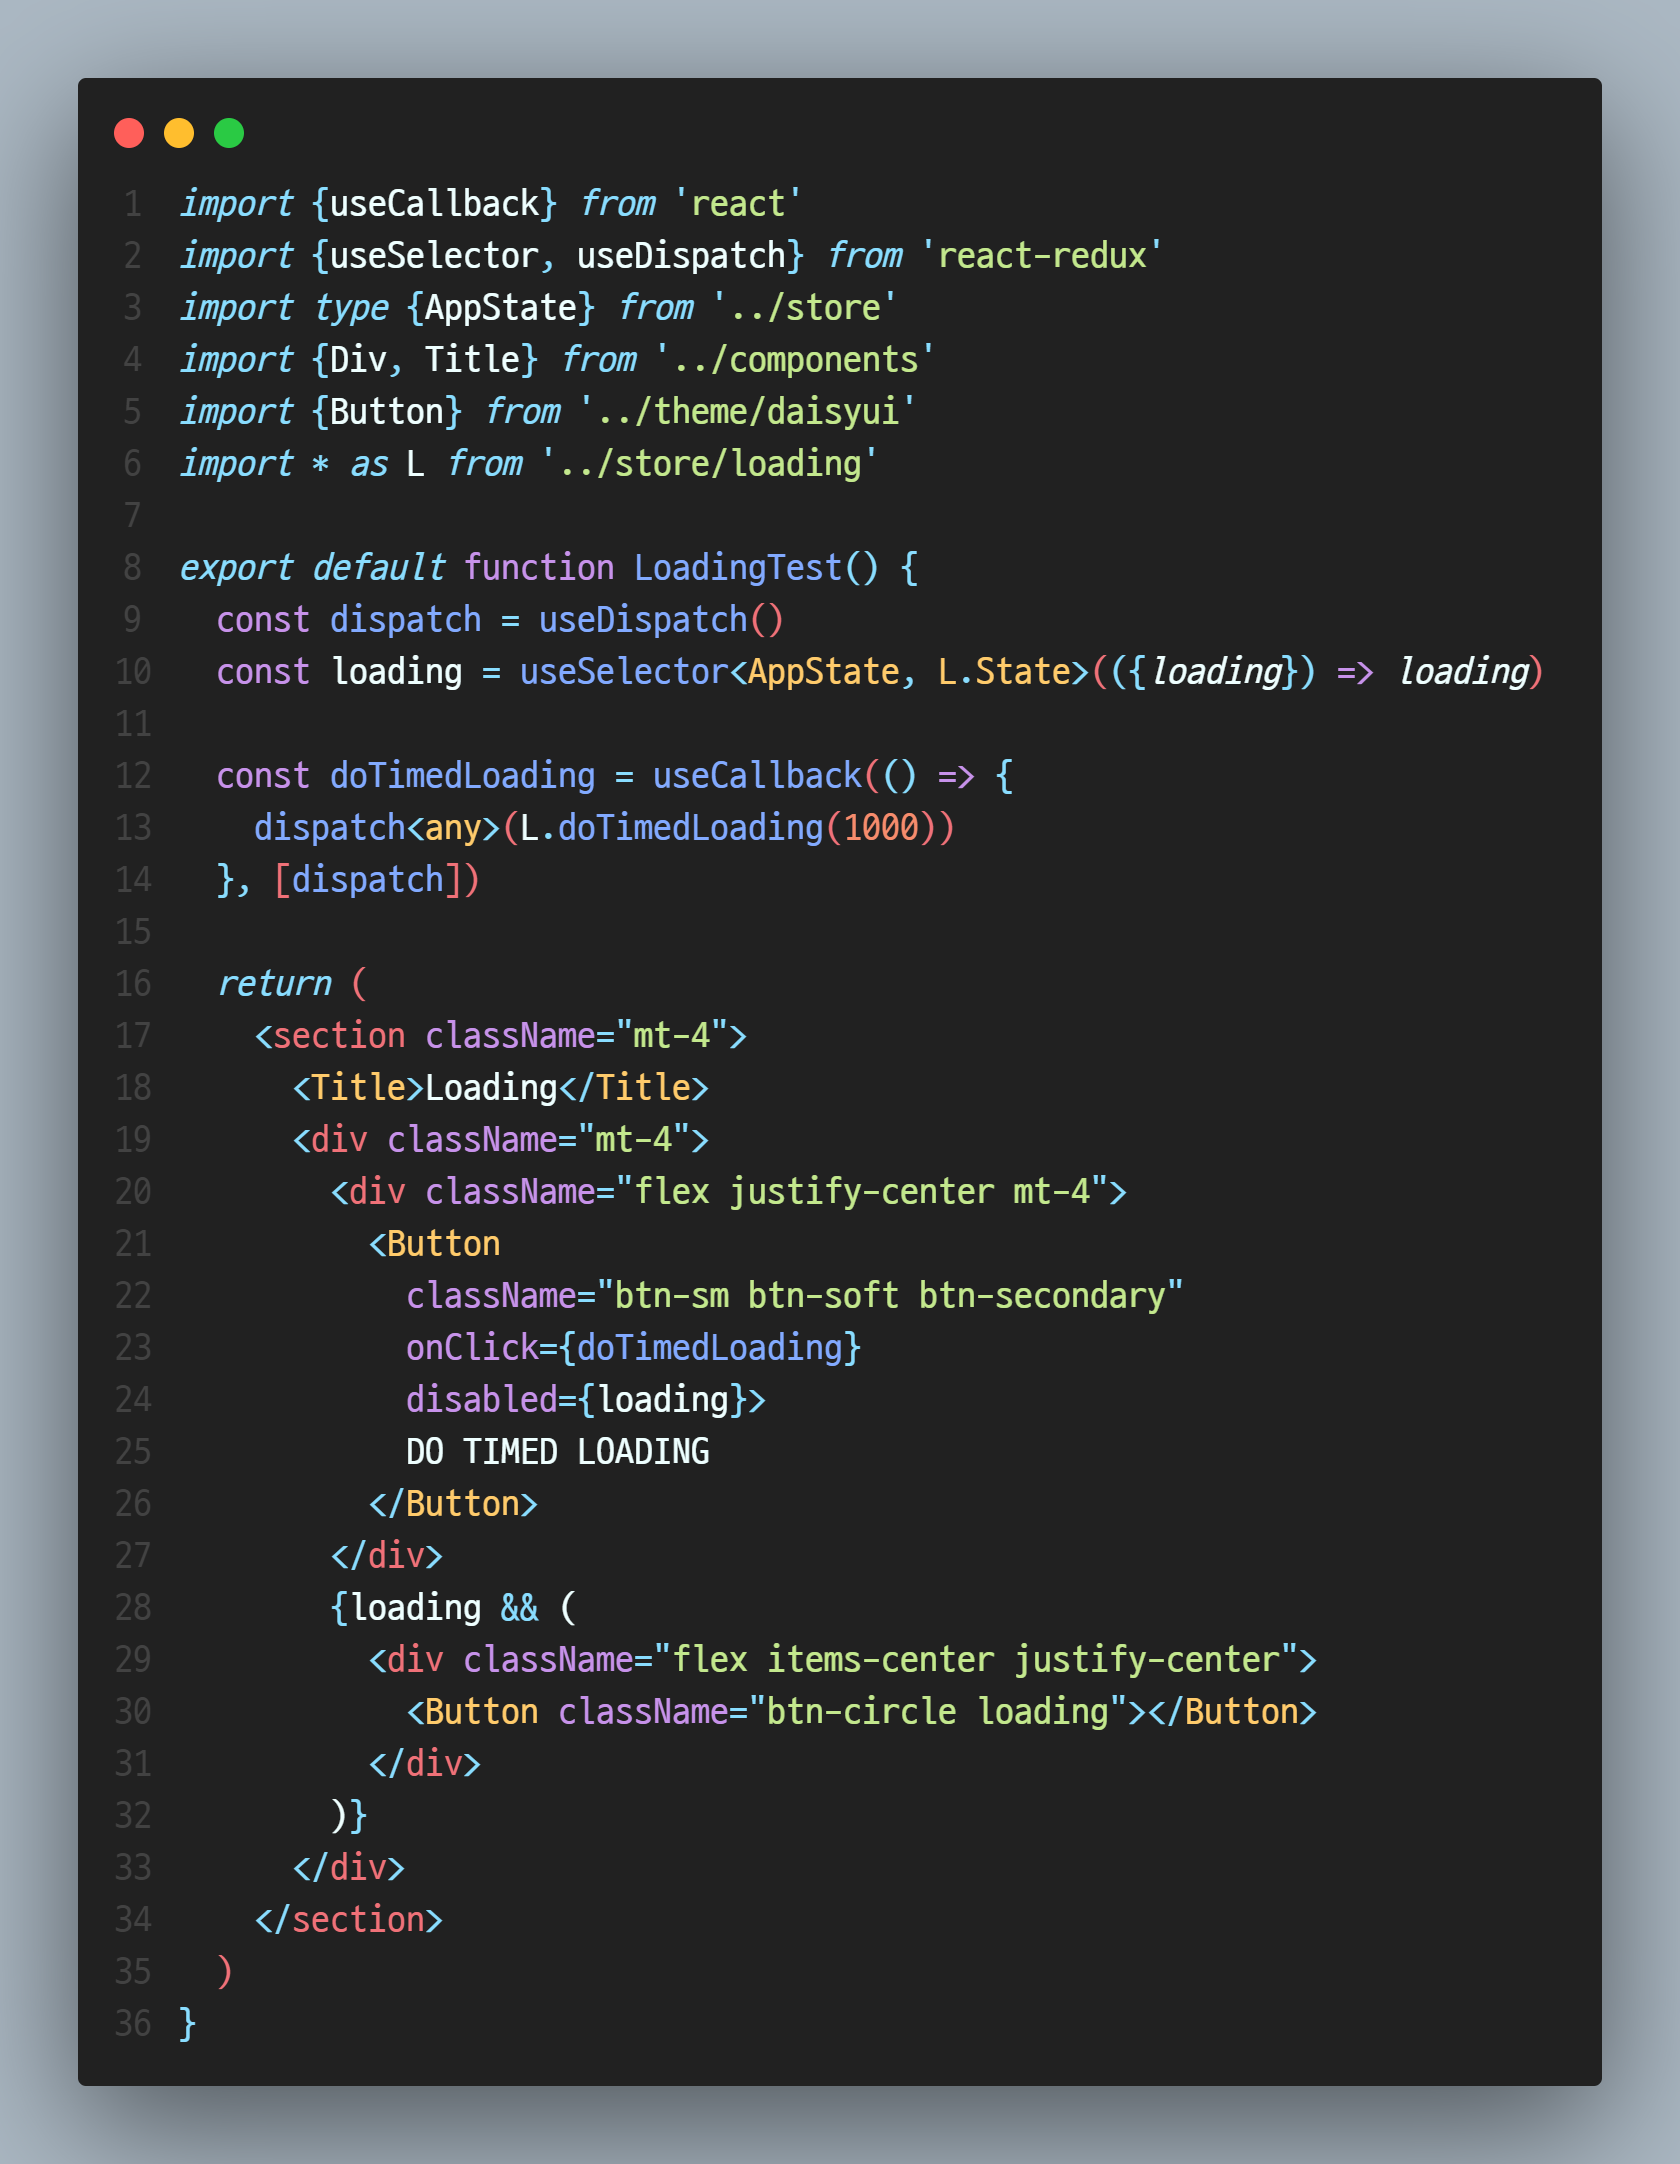 1 import {useCallback} from 'react'
2 import {useSelector, useDispatch} from 'react-redux'
3 import type {AppState} from '../store'
4 import {Div, Title} from '../components'
5 import {Button} from '../theme/daisyui'
6 import * as L from '../store/loading'
7
8 export default function LoadingTest() {
9   const dispatch = useDispatch()
10   const loading = useSelector<AppState, L.State>(({loading}) => loading)
11
12   const doTimedLoading = useCallback(() => {
13     dispatch<any>(L.doTimedLoading(1000))
14   }, [dispatch])
15
16   return (
17     <section className="mt-4">
18       <Title>Loading</Title>
19       <div className="mt-4">
20         <div className="flex justify-center mt-4">
21           <Button
22             className="btn-sm btn-soft btn-secondary"
23             onClick={doTimedLoading}
24             disabled={loading}>
25             DO TIMED LOADING
26           </Button>
27         </div>
28         {loading && (
29           <div className="flex items-center justify-center">
30             <Button className="btn-circle loading"></Button>
31           </div>
32         )}
33       </div>
34     </section>
35   )
36 }